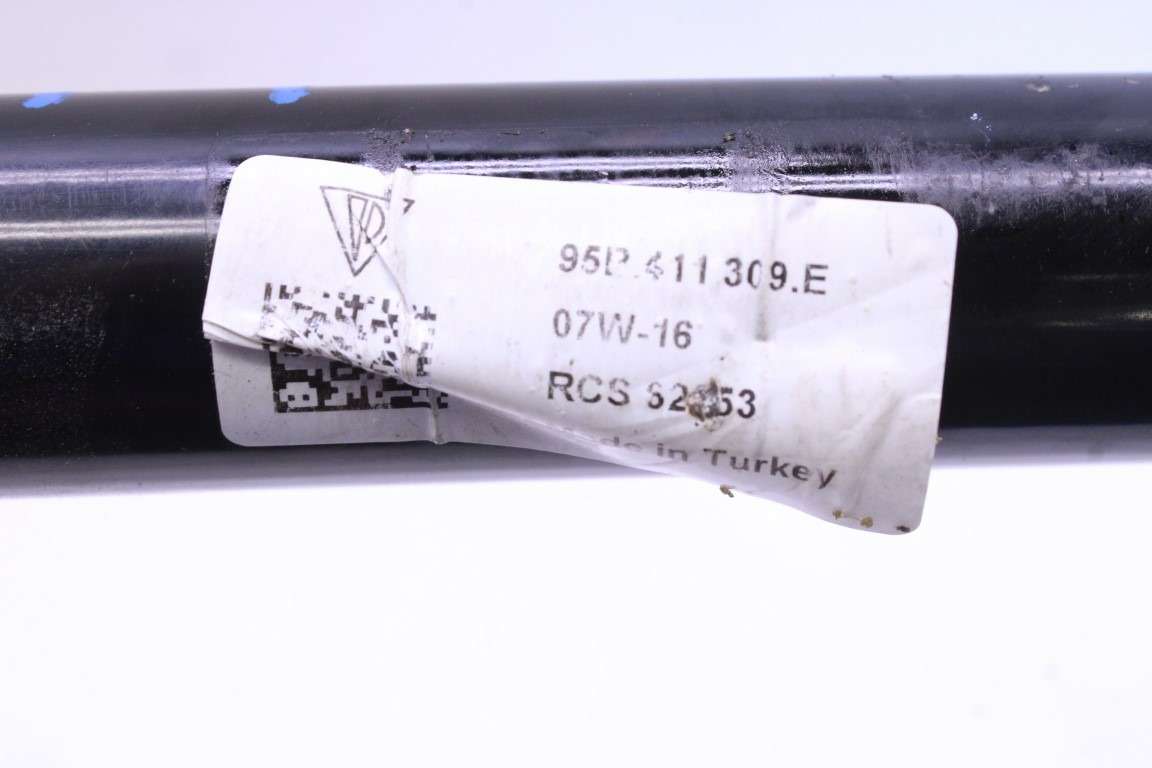 95B.411.309.E
07W-16
RCS
in Turkey